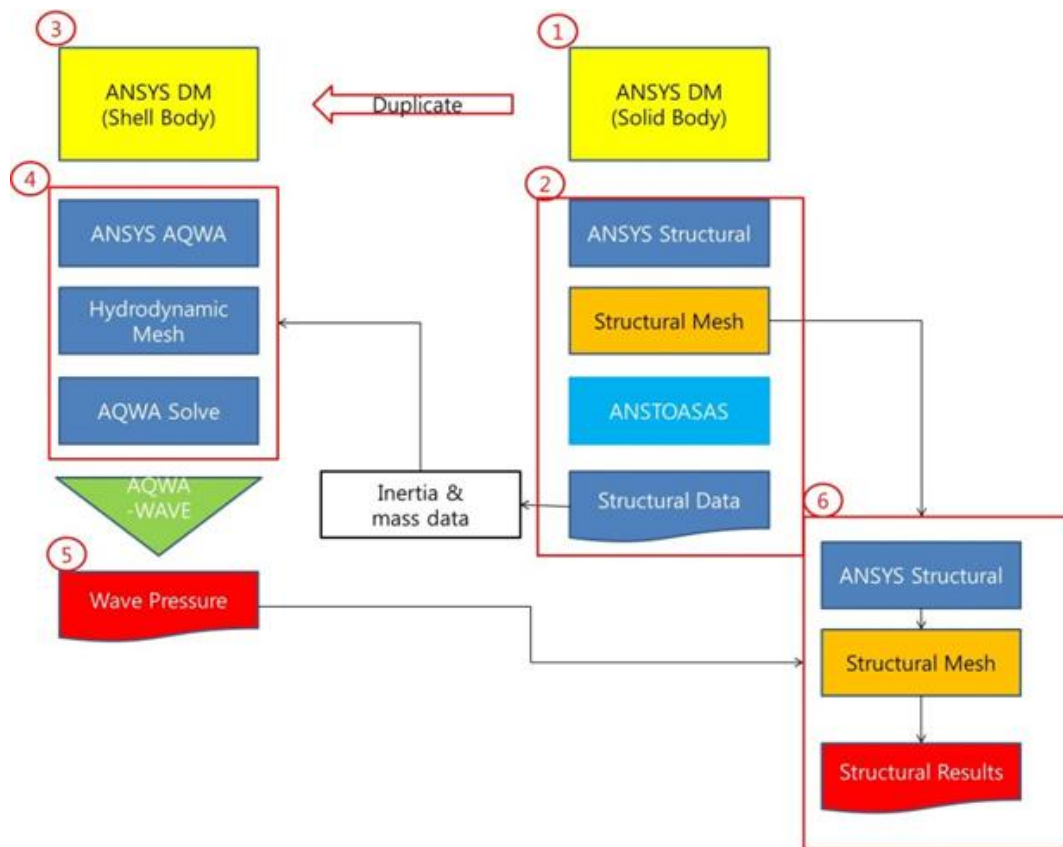 3
ANSYS DM
(Shell Body)
Duplicate
1
ANSYS DM
(Solid Body)
4
ANSYS AQWA
Hydrodynamic
Mesh
AQWA Solve
2
ANSYS Structural
Structural Mesh
ANSTOASAS
Structural Data
Inertia &
mass data
AQWA
-WAVE
5
Wave Pressure
6
ANSYS Structural
Structural Mesh
Structural Results